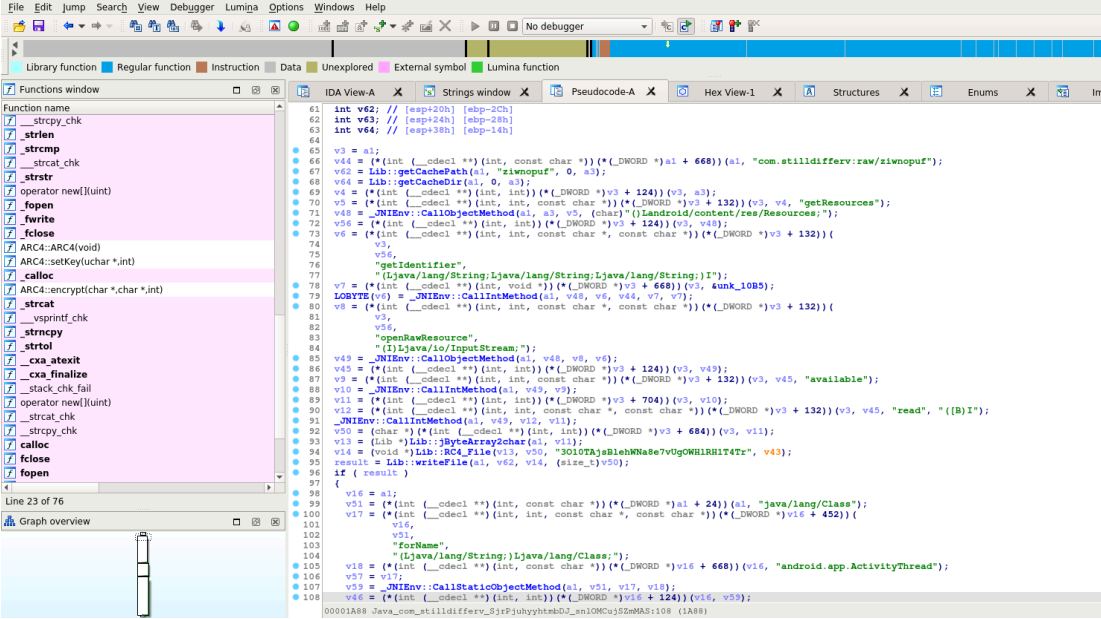 File Edit Jump Search View Debugger Lumina Options Windows Help
No debugger
Library function Regular function Instruction Data Unexplored External symbol Lumina function
Functions window
IDA View-A Strings window Pseudocode-A Hex View-1 Structures Enums Im
Function name
___strcpy_chk
_strlen
_strcmp
___strcat_chk
_strstr
operator new[](uint)
_fopen
_fwrite
_fclose
ARC4::ARC4(void)
ARC4::setKey(uchar *,int)
_calloc
ARC4::encrypt(char *,char *,int)
_strcat
___vsprintf_chk
_strncpy
_strtol
__cxa_atexit
__cxa_finalize
__stack_chk_fail
operator new[](uint)
__strcat_chk
__strcpy_chk
calloc
fclose
fopen
Line 23 of 76
Graph overview
61 int v62; // [esp+20h] [ebp-2Ch]
62 int v63; // [esp+24h] [ebp-28h]
63 int v64; // [esp+38h] [ebp-14h]
64
65 v3 = a1;
66 v44 = (*(int (__cdecl **)(int, const char *))(*(_DWORD *)a1 + 668))(a1, "com.stilldifferv:raw/ziwnopuf");
67 v62 = Lib::getCachePath(a1, "ziwnopuf", 0, a3);
68 v64 = Lib::getCacheDir(a1, 0, a3);
69 v4 = (*(int (__cdecl **)(int, int))(*(_DWORD *)v3 + 124))(v3, a3);
70 v5 = (*(int (__cdecl **)(int, int, const char *))(*(_DWORD *)v3 + 132))(v3, v4, "getResources");
71 v48 = _JNIEnv::CallObjectMethod(a1, a3, v5, (char)"()Landroid/content/res/Resources;");
72 v56 = (*(int (__cdecl **)(int, int))(*(_DWORD *)v3 + 124))(v3, v48);
73 v6 = (*(int (__cdecl **)(int, int, const char *, const char *))(*(_DWORD *)v3 + 132))(
74 v3,
75 v56,
76 "getIdentifier",
77 "(Ljava/lang/String;Ljava/lang/String;Ljava/lang/String;)I");
78 v7 = (*(int (__cdecl **)(int, void *))(*(_DWORD *)v3 + 668))(v3, &unk_10B5);
79 LOBYTE(v6) = _JNIEnv::CallIntMethod(a1, v48, v6, v44, v7, v7);
80 v8 = (*(int (__cdecl **)(int, int, const char *, const char *))(*(_DWORD *)v3 + 132))(
81 v3,
82 v56,
83 "openRawResource",
84 "(I)Ljava/io/InputStream;");
85 v49 = _JNIEnv::CallObjectMethod(a1, v48, v8, v6);
86 v45 = (*(int (__cdecl **)(int, int))(*(_DWORD *)v3 + 124))(v3, v49);
87 v9 = (*(int (__cdecl **)(int, int, const char *))(*(_DWORD *)v3 + 132))(v3, v45, "available");
88 v10 = _JNIEnv::CallIntMethod(a1, v49, v9);
89 v11 = (*(int (__cdecl **)(int, int))(*(_DWORD *)v3 + 704))(v3, v10);
90 v12 = (*(int (__cdecl **)(int, int, const char *, const char *))(*(_DWORD *)v3 + 132))(v3, v45, "read", "([B)I");
91 _JNIEnv::CallIntMethod(a1, v49, v12, v11);
92 v50 = (char *)(*(int (__cdecl **)(int, int))(*(_DWORD *)v3 + 684))(v3, v11);
93 v13 = (Lib *)Lib::jByteArray2char(a1, v11);
94 v14 = (void *)Lib::RC4_File(v13, v50, "3O10TAjsBlehWNa8e7vUgOWHlRH1T4Tr", v43);
95 result = Lib::writeFile(a1, v62, v14, (size_t)v50);
96 if ( result )
97 {
98 v16 = a1;
99 v51 = (*(int (__cdecl **)(int, const char *))(*(_DWORD *)a1 + 24))(a1, "java/lang/Class");
100 v17 = (*(int (__cdecl **)(int, int, const char *, const char *))(*(_DWORD *)v16 + 452))(
101 v16,
102 v51,
103 "forName",
104 "(Ljava/lang/String;)Ljava/lang/Class;");
105 v18 = (*(int (__cdecl **)(int, const char *))(*(_DWORD *)v16 + 668))(v16, "android.app.ActivityThread");
106 v57 = v17;
107 v59 = _JNIEnv::CallStaticObjectMethod(a1, v51, v17, v18);
108 v46 = (*(int (__cdecl **)(int, int))(*(_DWORD *)v16 + 124))(v16, v59);
00001A88 Java_com_stilldifferv_SjrPjuhyyhtmbDJ_snlOMCujSZmMAS:108 (1A88)